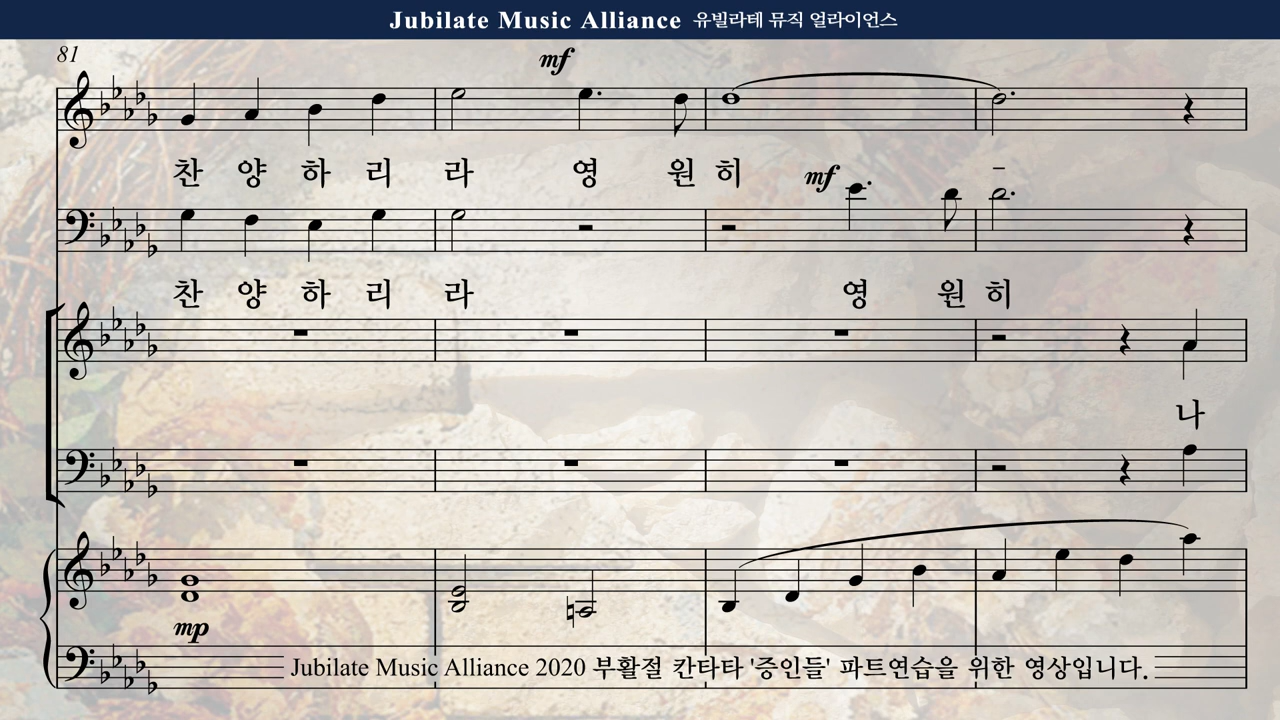 Jubilate Music Alliance 유빌라테 뮤직 얼라이언스
81
mf
찬 양 하 리 라 영 원 히 –
mf
찬 양 하 리 라 영 원 히
나
mp
Jubilate Music Alliance 2020 부활절 칸타타 '증인들' 파트연습을 위한 영상입니다.